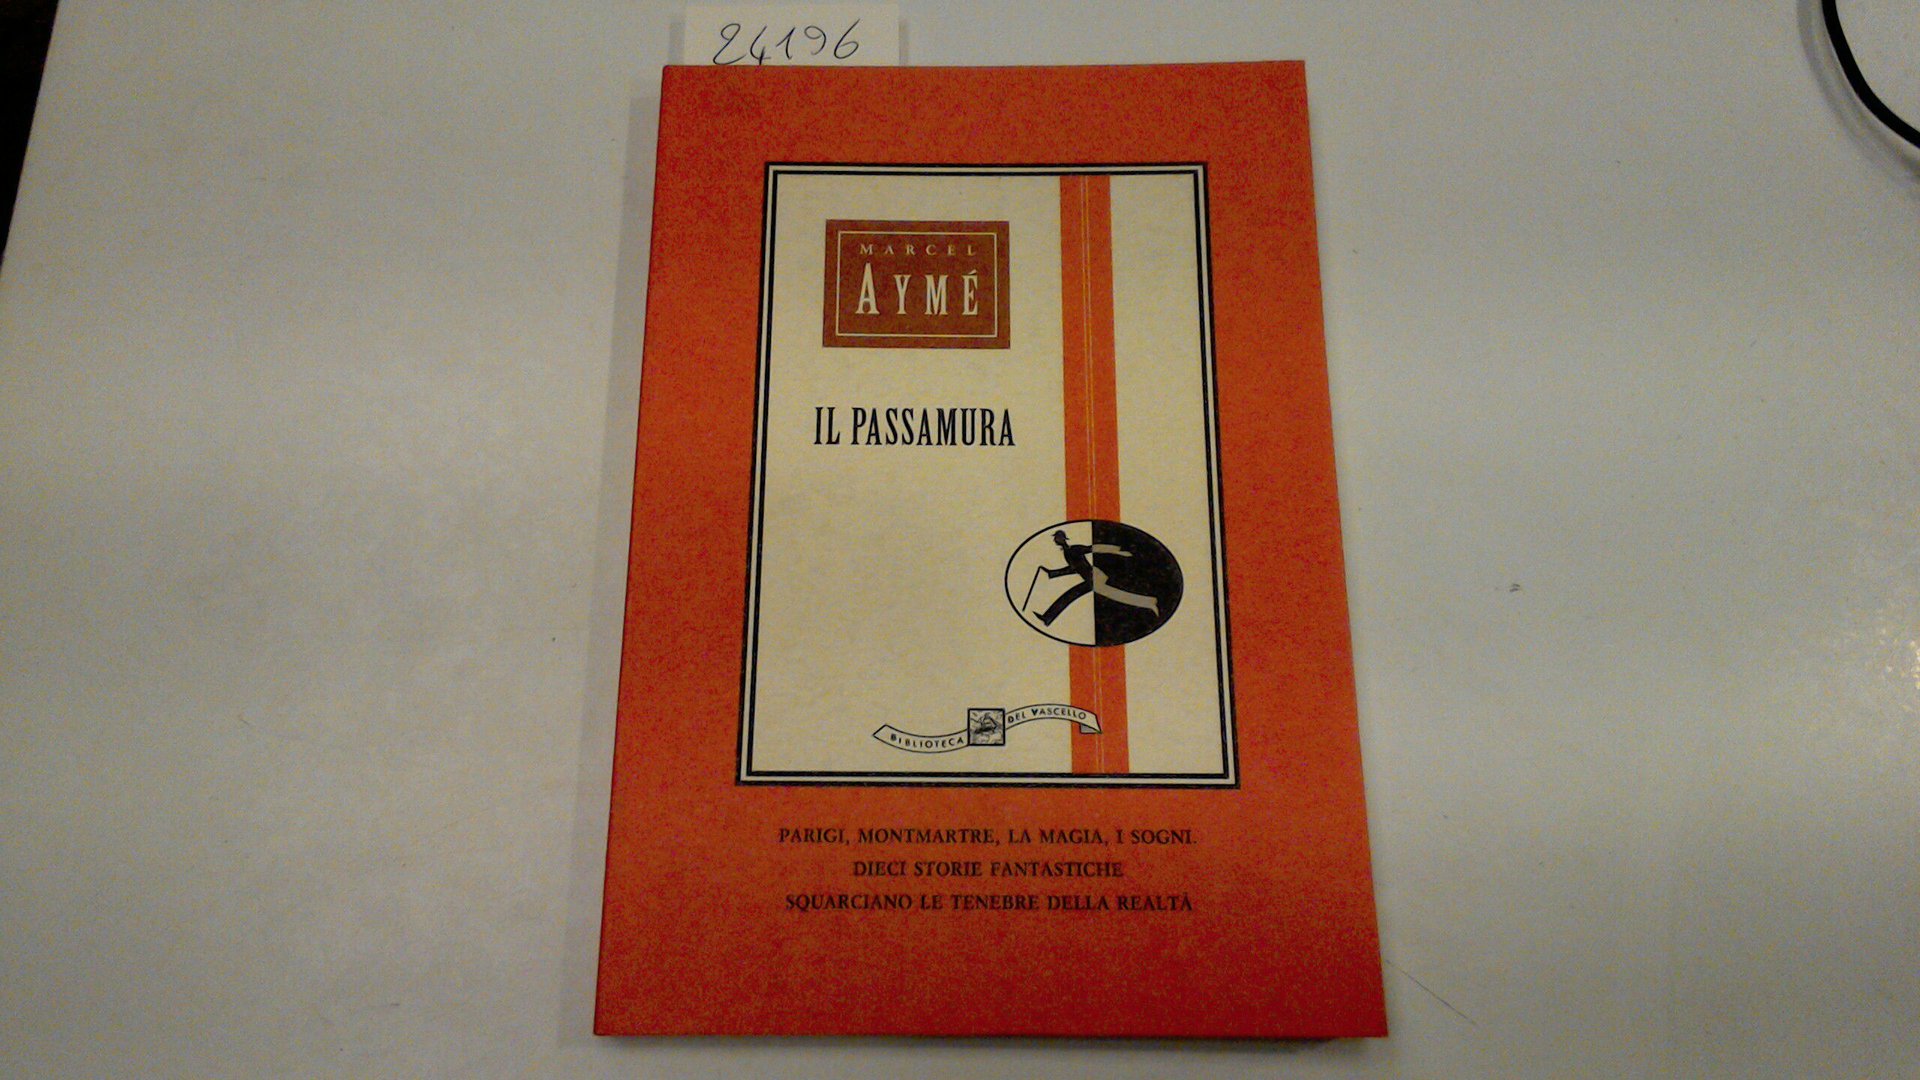 24196
MARCEL
AYMÉ
IL PASSAMURA
BIBLIOTECA DEL VASCELLO
PARIGI, MONTMARTRE, LA MAGIA, I SOGNI.
DIECI STORIE FANTASTICHE
SQUARCIANO LE TENEBRE DELLA REALTÀ